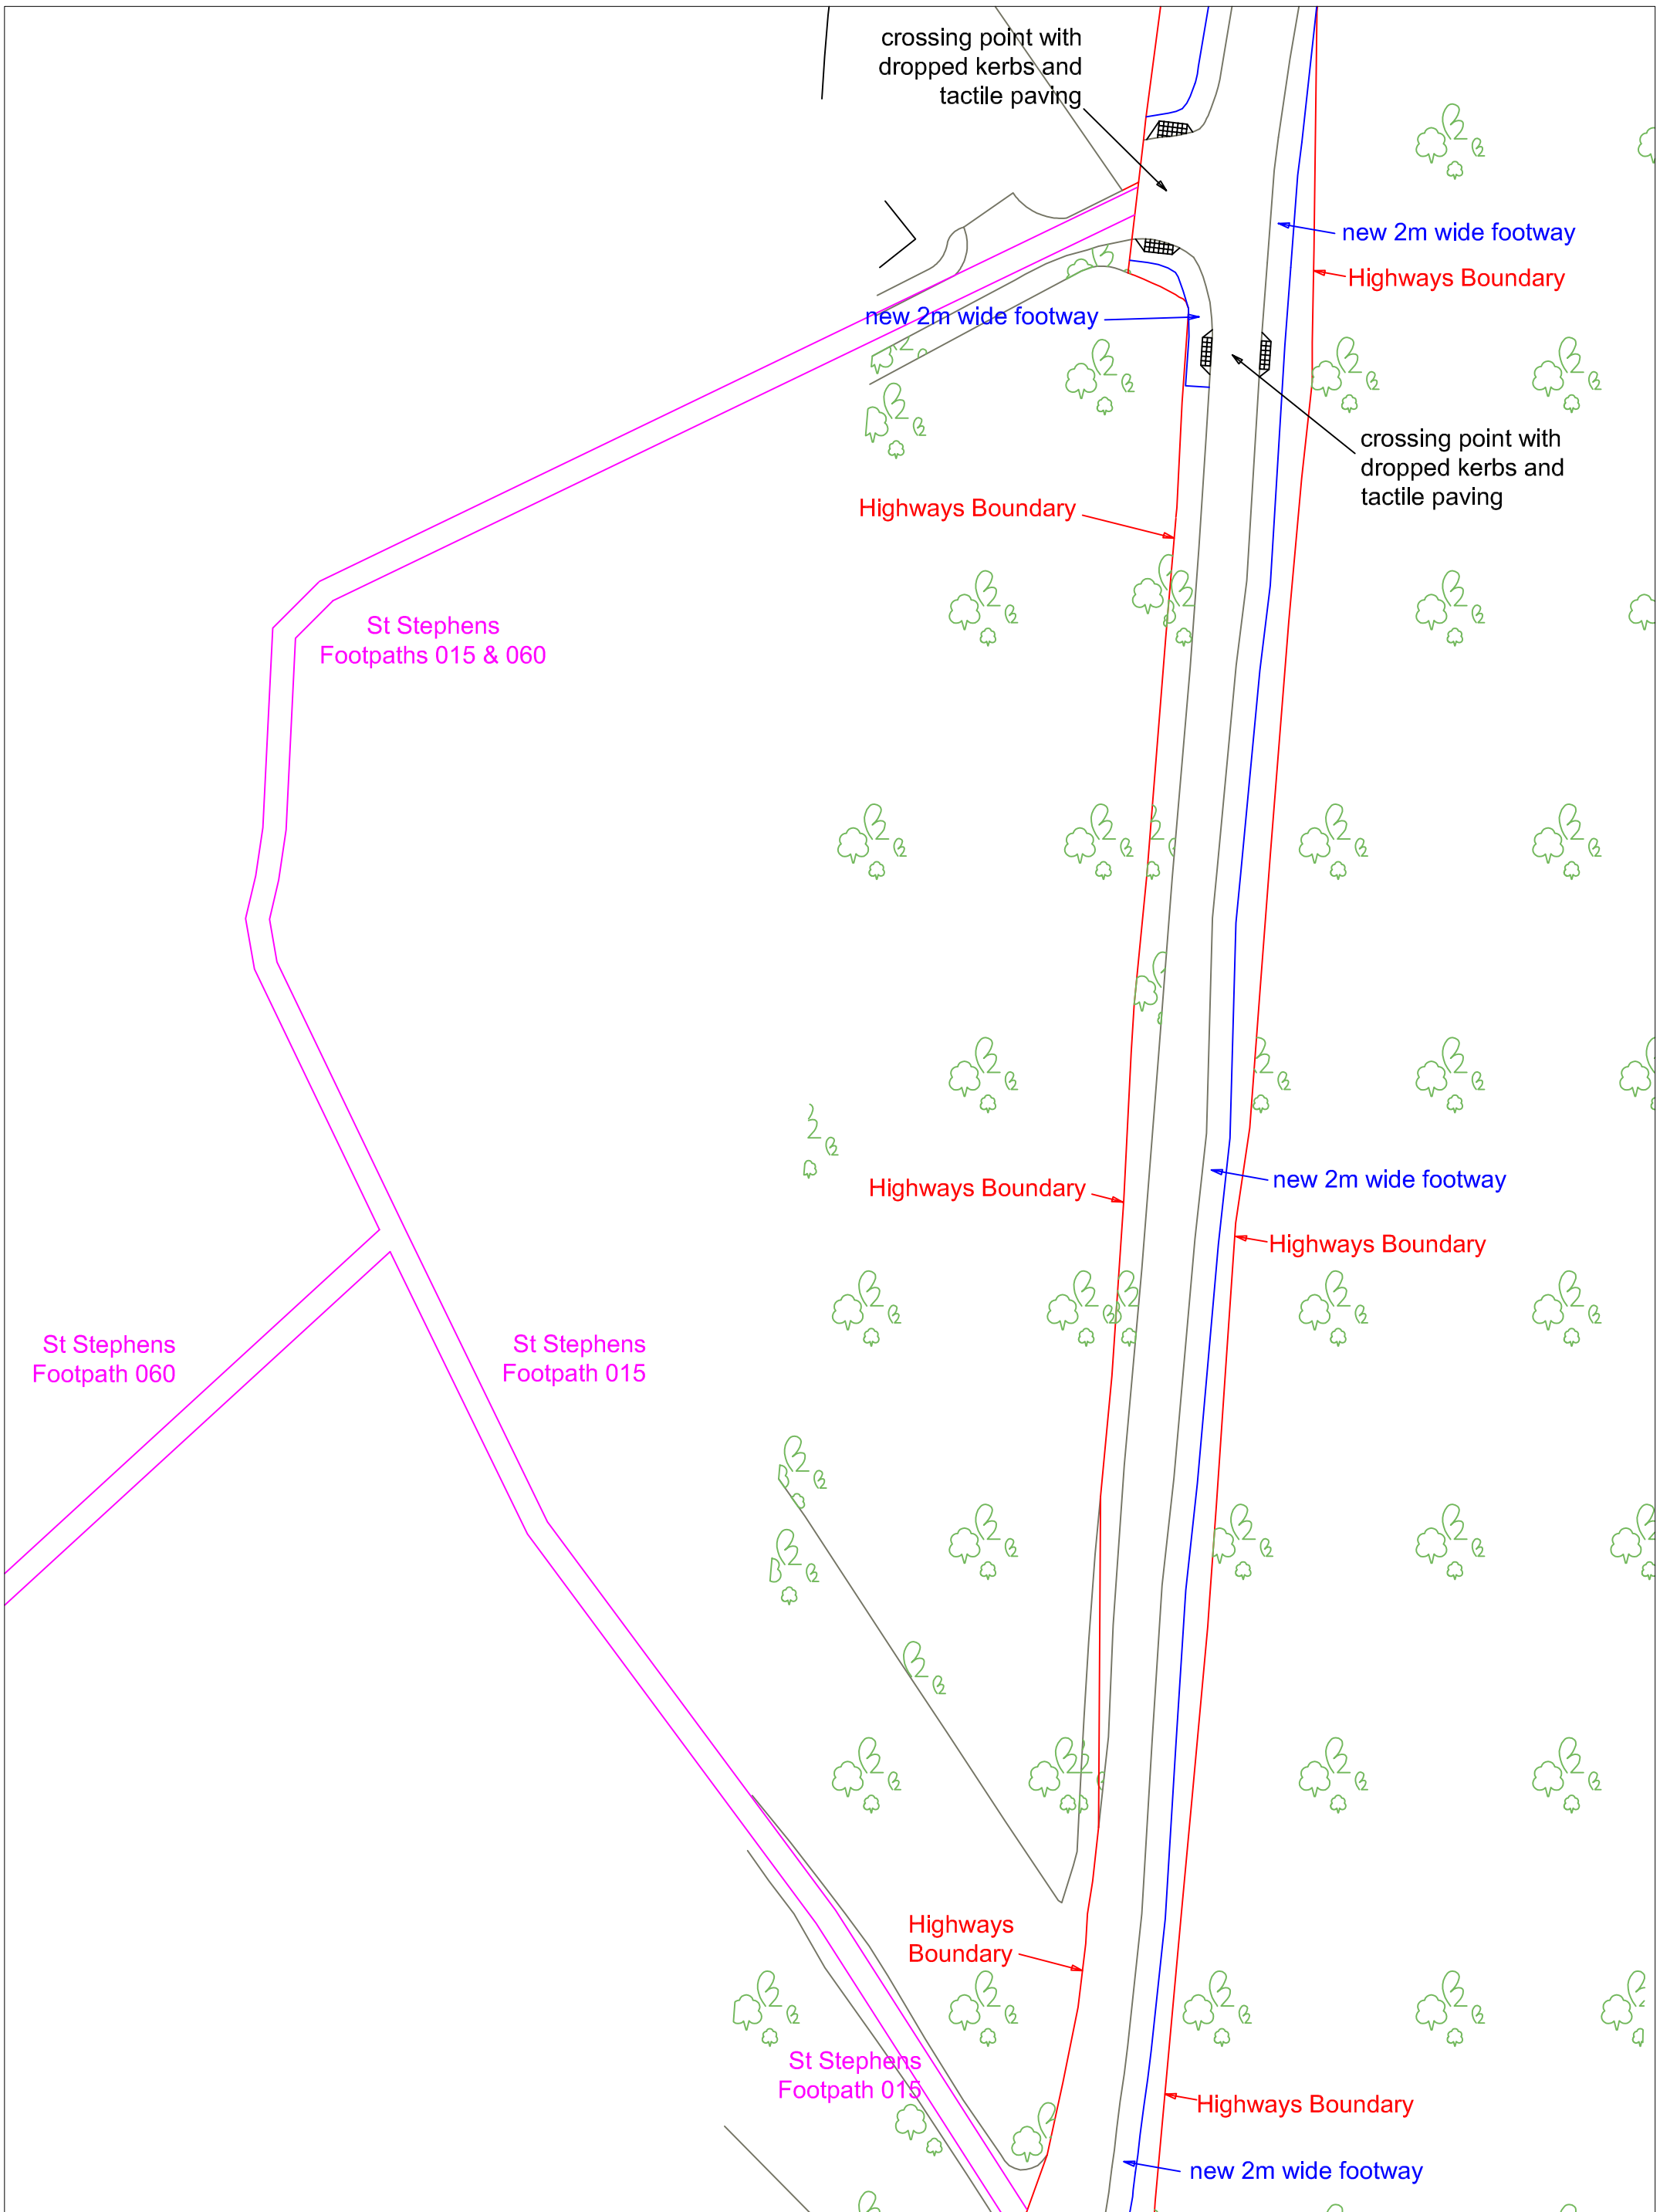 crossing point with
dropped kerbs and
tactile paving
new 2m wide footway
Highways Boundary
new 2m wide footway
crossing point with
dropped kerbs and
tactile paving
Highways Boundary
St Stephens
Footpaths 015 & 060
new 2m wide footway
Highways Boundary
Highways Boundary
St Stephens
Footpath 060
St Stephens
Footpath 015
Highways
Boundary
St Stephens
Footpath 015
Highways Boundary
new 2m wide footway